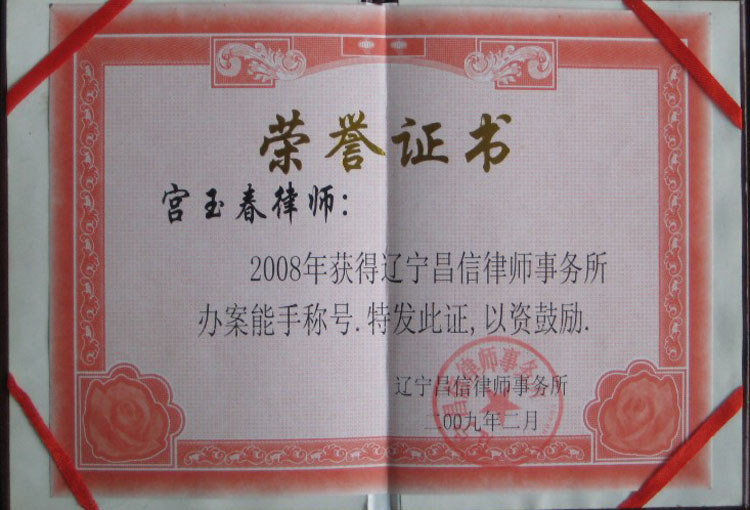 荣誉证书
宫玉春律师：
2008年获得辽宁昌信律师事务所
办案能手称号.特发此证,以资鼓励.
辽宁昌信律师事务所
二00九年二月